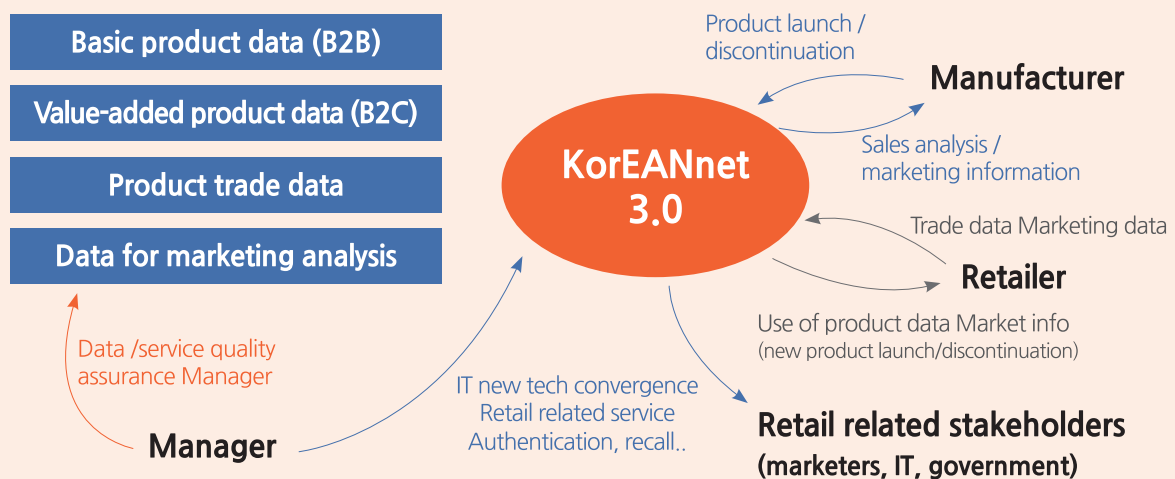 Basic product data (B2B)
Value-added product data (B2C)
Product trade data
Data for marketing analysis
Data /service quality
assurance Manager
Manager
KorEANnet
3.0
IT new tech convergence
Retail related service
Authentication, recall..
Product launch /
discontinuation
Manufacturer
Sales analysis /
marketing information
Trade data Marketing data
Retailer
Use of product data Market info
(new product launch/discontinuation)
Retail related stakeholders
(marketers, IT, government)